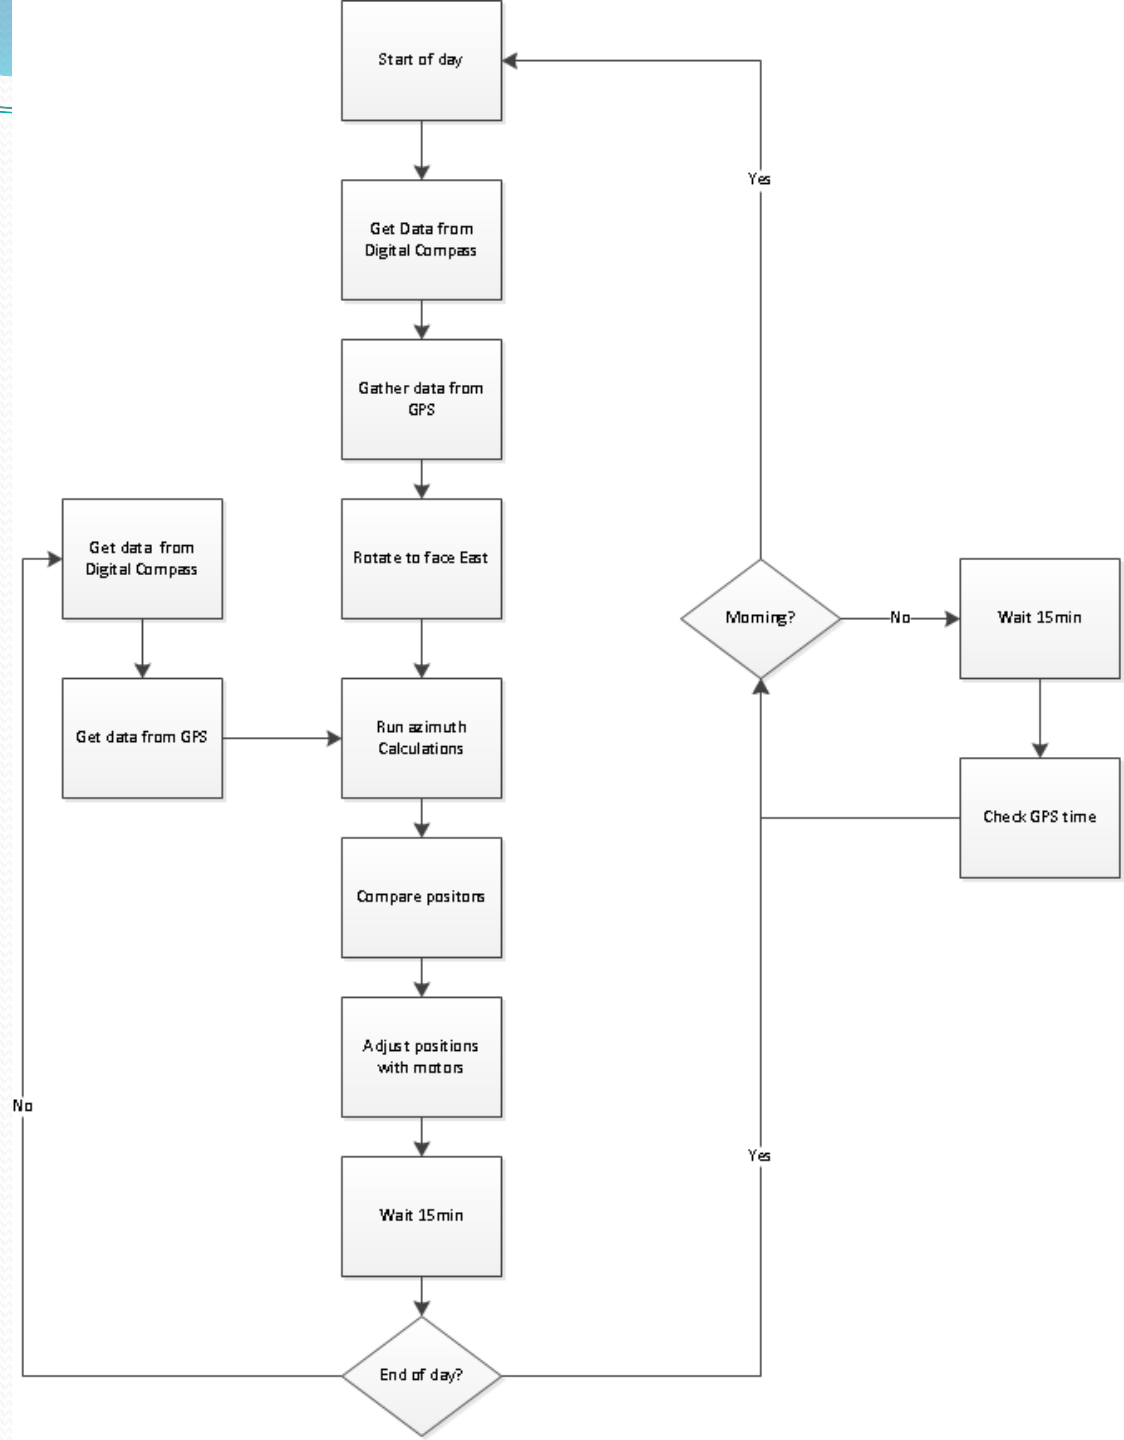 Start of day
Yes
Get Data from
Digital Compass
Gather data from
GPS
Rotate to face East
Get data from
Digital Compass
Morning?
No
Wait 15min
Get data from GPS
Run azimuth
Calculations
Check GPS time
Compare positons
Adjust positions
with motors
No
Yes
Wait 15min
End of day?